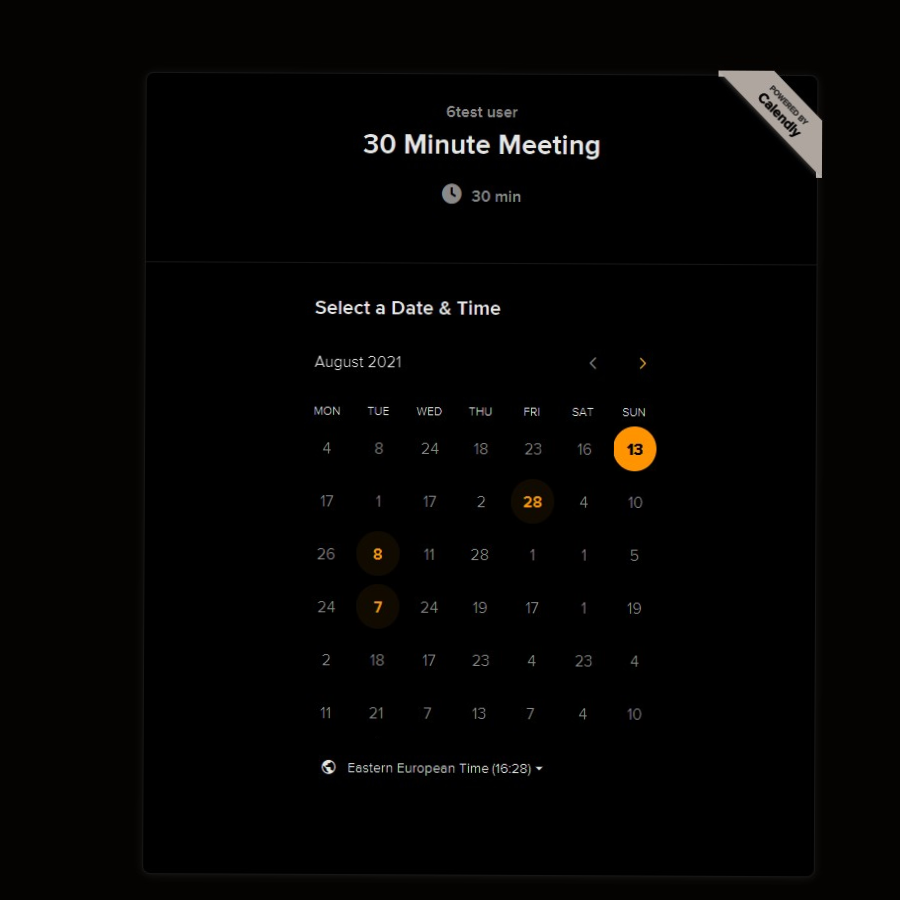 POWERED BY
Calendly
6test user
30 Minute Meeting
30 min
Select a Date & Time
August 2021
MON TUE WED THU FRI SAT SUN
4 8 24 18 23 16 13
17 1 17 2 28 4 10
26 8 11 28 1 1 5
24 7 24 19 17 1 19
2 18 17 23 4 23 4
11 21 7 13 7 4 10
Eastern European Time (16:28)